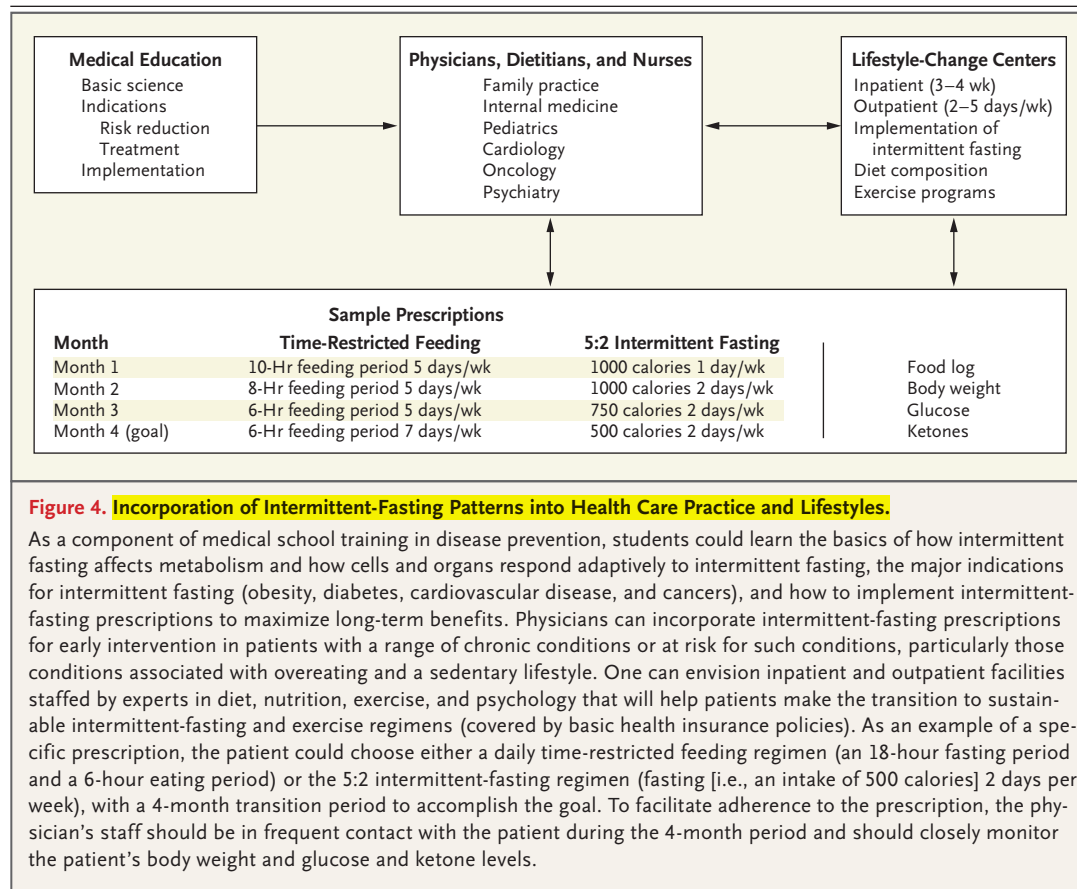 Medical Education
Basic science
Indications
Risk reduction
Treatment
Implementation
Physicians, Dietitians, and Nurses
Family practice
Internal medicine
Pediatrics
Cardiology
Oncology
Psychiatry
Lifestyle-Change Centers
Inpatient (3–4 wk)
Outpatient (2–5 days/wk)
Implementation of
intermittent fasting
Diet composition
Exercise programs
Sample Prescriptions
Month Time-Restricted Feeding 5:2 Intermittent Fasting
Month 1 10-Hr feeding period 5 days/wk 1000 calories 1 day/wk Food log
Month 2 8-Hr feeding period 5 days/wk 1000 calories 2 days/wk Body weight
Month 3 6-Hr feeding period 5 days/wk 750 calories 2 days/wk Glucose
Month 4 (goal) 6-Hr feeding period 7 days/wk 500 calories 2 days/wk Ketones
Figure 4. Incorporation of Intermittent-Fasting Patterns into Health Care Practice and Lifestyles.
As a component of medical school training in disease prevention, students could learn the basics of how intermittent
fasting affects metabolism and how cells and organs respond adaptively to intermittent fasting, the major indications
for intermittent fasting (obesity, diabetes, cardiovascular disease, and cancers), and how to implement intermittent-
fasting prescriptions to maximize long-term benefits. Physicians can incorporate intermittent-fasting prescriptions
for early intervention in patients with a range of chronic conditions or at risk for such conditions, particularly those
conditions associated with overeating and a sedentary lifestyle. One can envision inpatient and outpatient facilities
staffed by experts in diet, nutrition, exercise, and psychology that will help patients make the transition to sustain-
able intermittent-fasting and exercise regimens (covered by basic health insurance policies). As an example of a spe-
cific prescription, the patient could choose either a daily time-restricted feeding regimen (an 18-hour fasting period
and a 6-hour eating period) or the 5:2 intermittent-fasting regimen (fasting [i.e., an intake of 500 calories] 2 days per
week), with a 4-month transition period to accomplish the goal. To facilitate adherence to the prescription, the phy-
sician’s staff should be in frequent contact with the patient during the 4-month period and should closely monitor
the patient’s body weight and glucose and ketone levels.